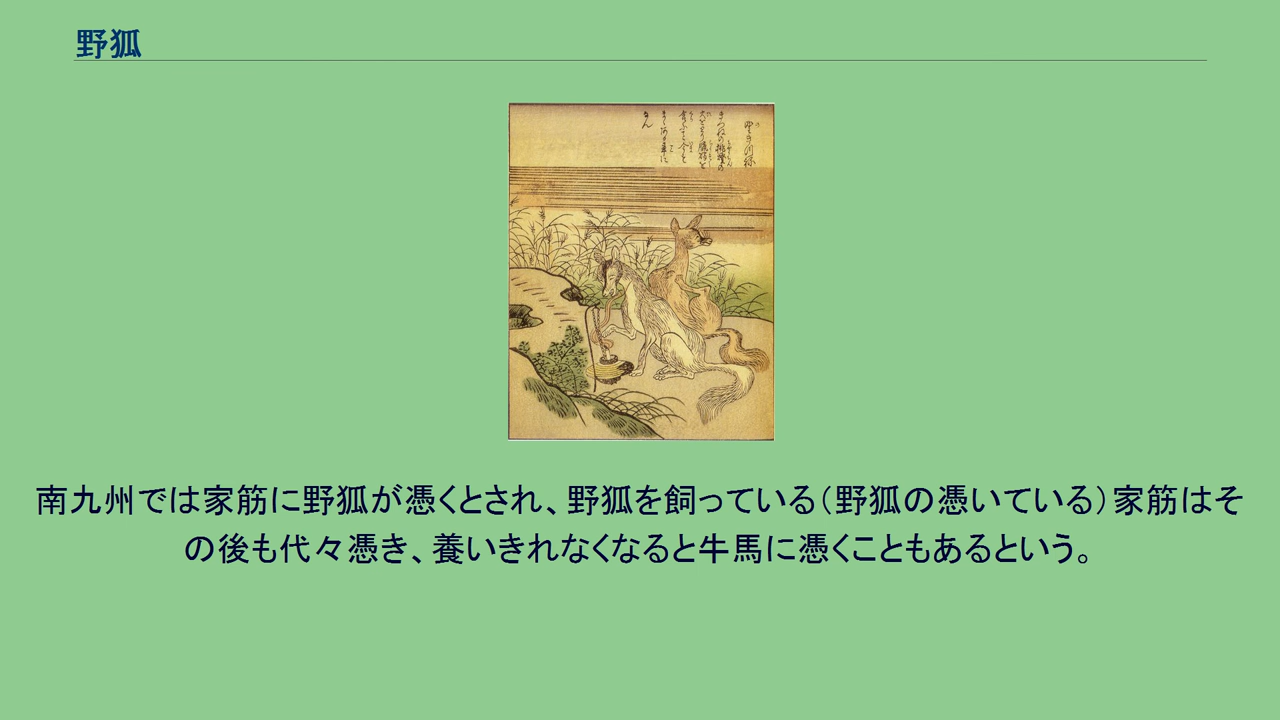 野狐
南九州では家筋に野狐が憑くとされ、野狐を飼っている（野狐の憑いている）家筋はそ
の後も代々憑き、養いきれなくなると牛馬に憑くこともあるという。